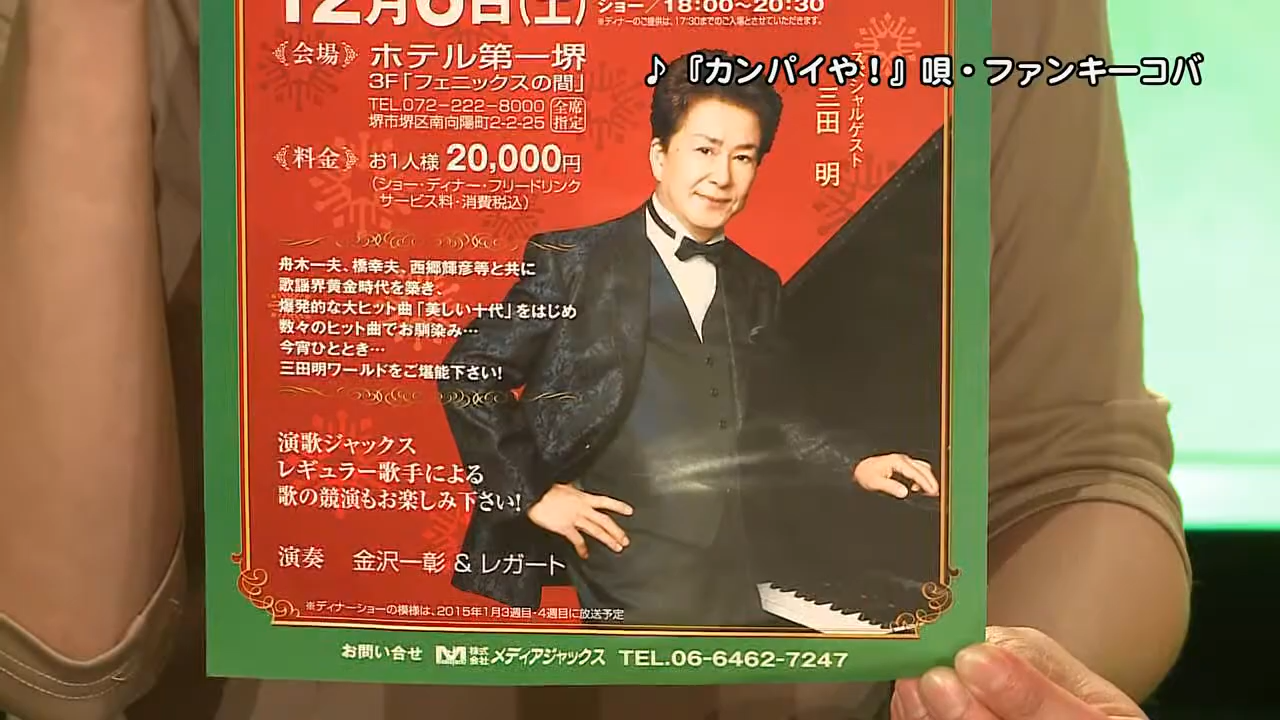 12月6日(土)
ショー/18:00〜20:30
※ディナーのご提供は、17:30までのご入場とさせていただきます。
♪『カンパイや!』唄・ファンキーコバ
《会場》 ホテル第一堺
3F「フェニックスの間」
TEL.072-222-8000 全席指定
堺市堺区南向陽町2-2-25
《料金》 お1人様 20,000円
(ショー・ディナー・フリードリンク
サービス料・消費税込)
スペシャルゲスト
三田 明
舟木一夫、橋幸夫、西郷輝彦等と共に
歌謡界黄金時代を築き、
爆発的な大ヒット曲「美しい十代」をはじめ
数々のヒット曲でお馴染み…
今宵ひととき…
三田明ワールドをご堪能下さい!
演歌ジャックス
レギュラー歌手による
歌の競演もお楽しみ下さい!
演奏 金沢一彰 & レガート
※ディナーショーの模様は、2015年1月3週目・4週目に放送予定
お問い合せ 株式会社メディアジャックス TEL.06-6462-7247